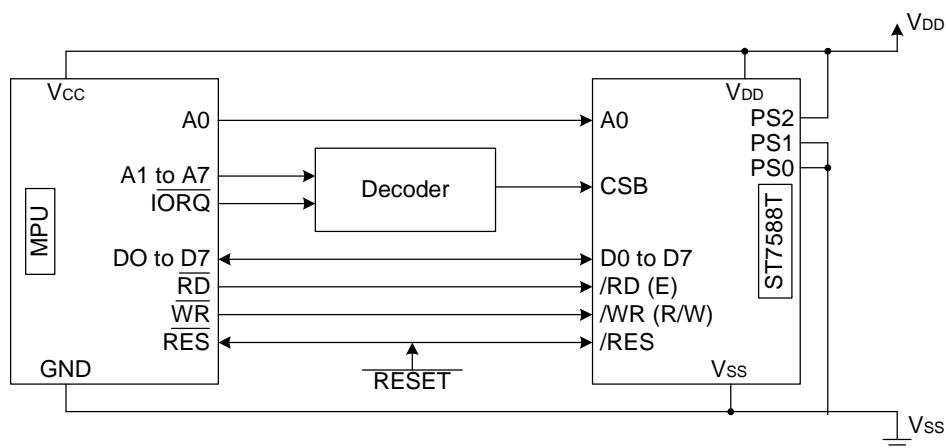 VDD
VCC
VDD
A0
A0
PS2
PS1
PS0
A1 to A7
IORQ
Decoder
CSB
MPU
ST7588T
DO to D7
D0 to D7
RD
/RD (E)
WR
/WR (R/W)
RES
/RES
GND
RESET
VSS
VSS